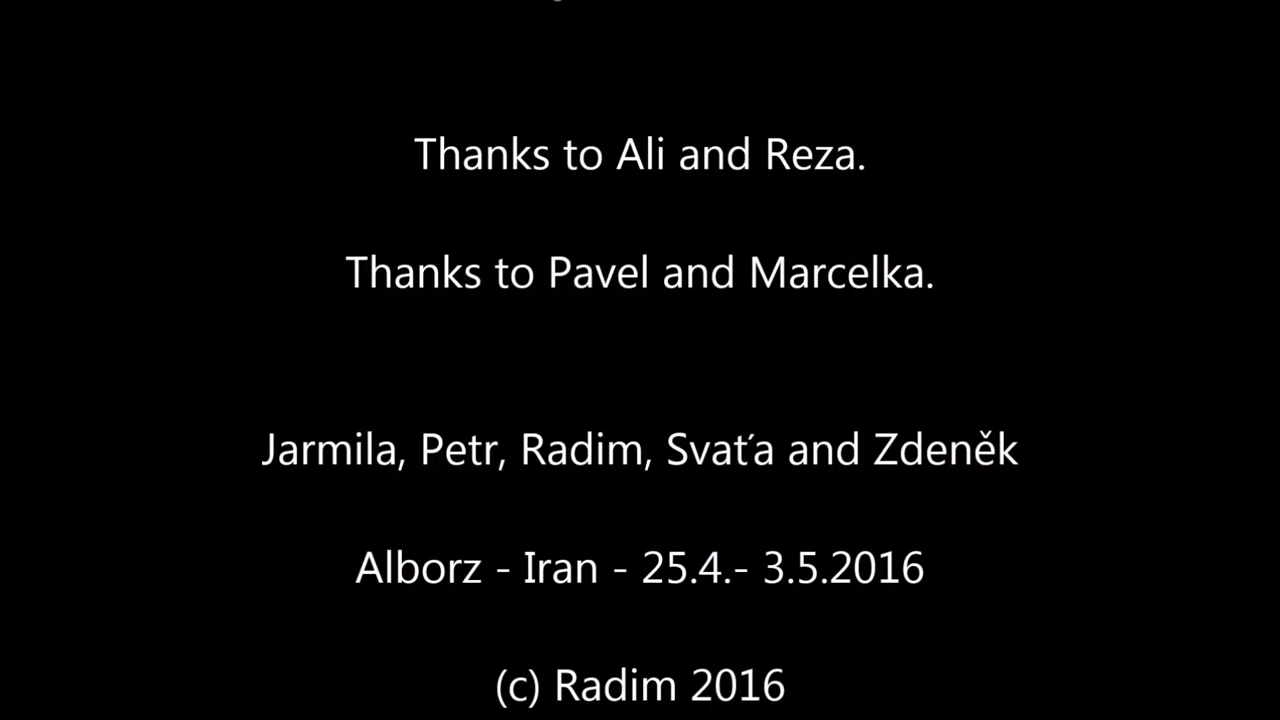 Thanks to Ali and Reza.
Thanks to Pavel and Marcelka.
Jarmila, Petr, Radim, Svaťa and Zdeněk
Alborz - Iran - 25.4.- 3.5.2016
(c) Radim 2016